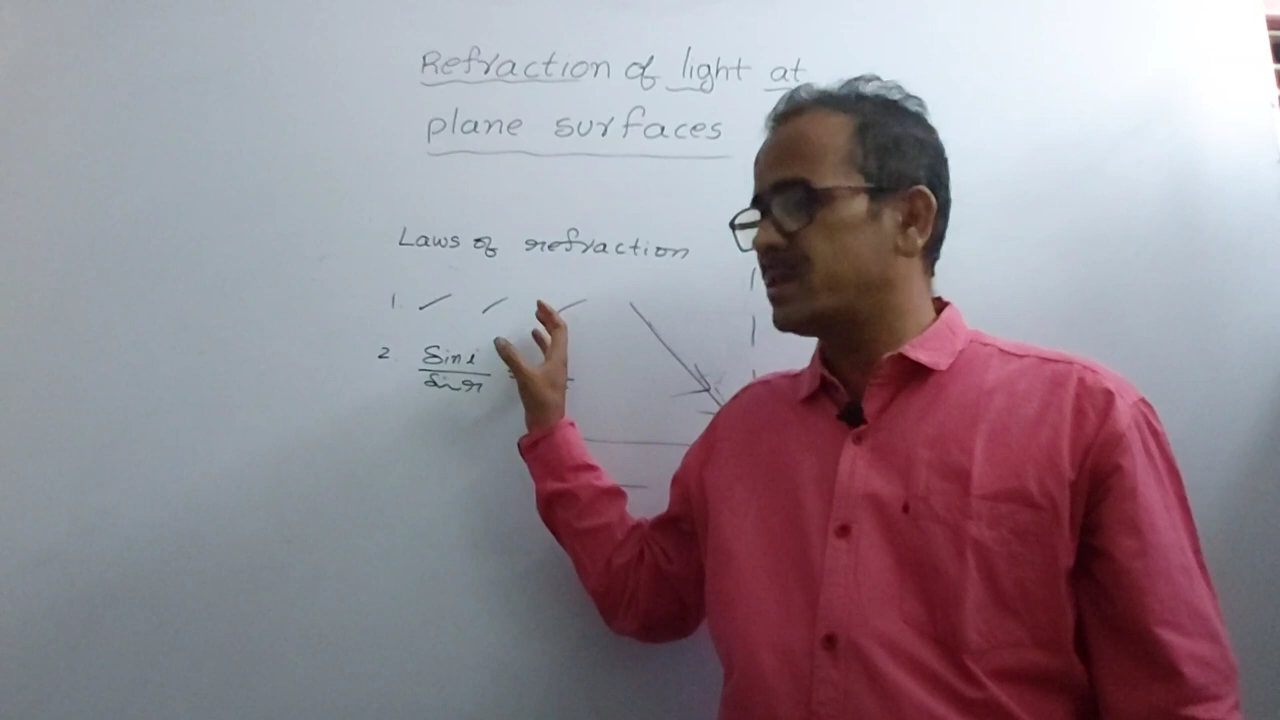 Refraction of light at
plane surfaces
Laws of refraction
1.
2. Sin i
Sin r